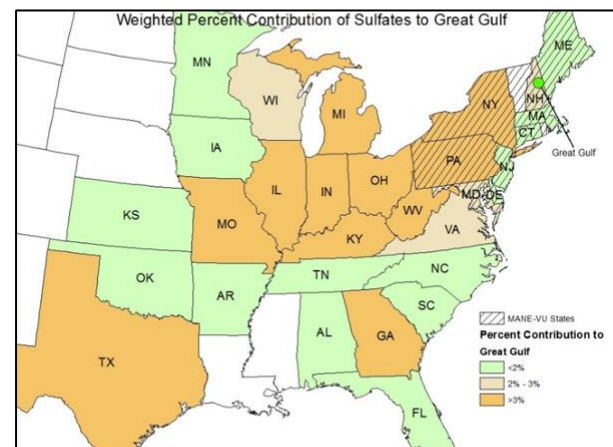 Weighted Percent Contribution of Sulfates to Great Gulf
ME
MN
WI
NH
NY
MI
MA
CT
Great Gulf
IA
PA
NJ
OH
MD
DE
IL
IN
WV
KS
MO
KY
VA
TN
NC
OK
AR
SC
MANE-VU States
Percent Contribution to
Great Gulf
AL
GA
<2%
TX
2% - 3%
>3%
FL